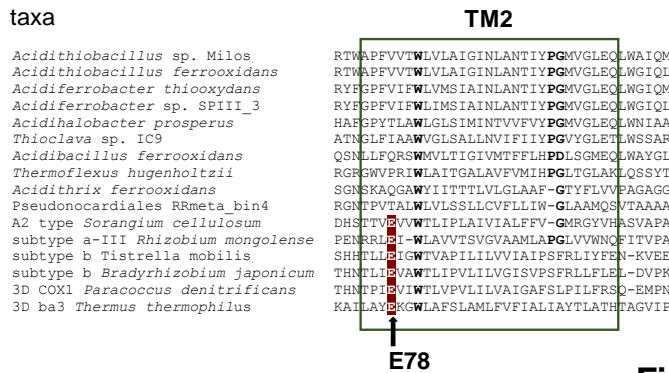 taxa TM2
Acidithiobacillus sp. Milos RTWAPFVVTWLVLAIGINLANTIYPGMVGLEQLWAIQM
Acidithiobacillus ferrooxidans RTWAPFVVTWLVLAIGINLANTIYPGMVGLEQLWAIQM
Acidiferrobacter thiooxydans RYFGPFVIFWLVMSIAINLANTIYPGMVGLEQLWGIQM
Acidiferrobacter sp. SPIII_3 RYFGPFVIFWLIMSIAINLANTIYPGMVGLEQLWGIQL
Acidihalobacter prosperus HAFGPYTLAWLGLSIMINTVVFVYPGMVGLEQLWNIAA
Thioclava sp. IC9 ATNGLFIAAWVGLSALLNVIFIIYPGVYGLETLWSSAR
Acidibacillus ferrooxidans QSNLLFQRSWMVLTIGIVMTFFLHPDLSGMEQLWAYGL
Thermoflexus hugenholtzii RGRGWVPRIWLAITGALAVFVMIHPGLTGLAKLQSSYT
Acidithrix ferrooxidans SGNSKAQGAWYIITTTLVLGLAAF-GTYFLVVPAGAGG
Pseudonocardiales RRmeta_bin4 RGNTPVTALWLVLSSLLCVFLLIW-GLAAMQSVTAAAA
A2 type Sorangium cellulosum DHSTTVEVVWTLIPLAIVIALFFV-GMRGYVHASVAPA
subtype a-III Rhizobium mongolense PENRRLEI-WLAVVTSVGVAAMLAPGLVVWNQFITVPA
subtype b Tistrella mobilis SHHTLLEIGWTVAPILILVVIAIPSFRLIYFEN-KVEE
subtype b Bradyrhizobium japonicum THNTLIEVAWTLIPVLILVGISVPSFRLLFLEL-DVPK
3D COX1 Paracoccus denitrificans THNTPIEVIWTLVPVLILVAIGAFSLPILFRSQ-EMPN
3D ba3 Thermus thermophilus KAILAYEKGWLAFSLAMLFVFIALIAYTLATHTAGVIP
E78